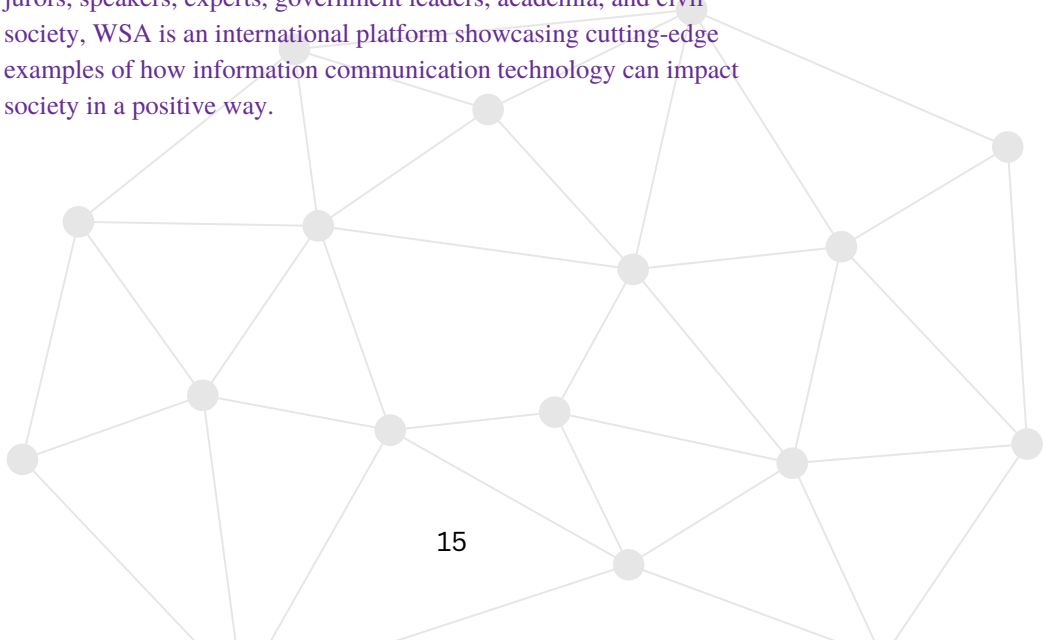 jurors, speakers, experts, government leaders, academia, and civil
society, WSA is an international platform showcasing cutting-edge
examples of how information communication technology can impact
society in a positive way.
15